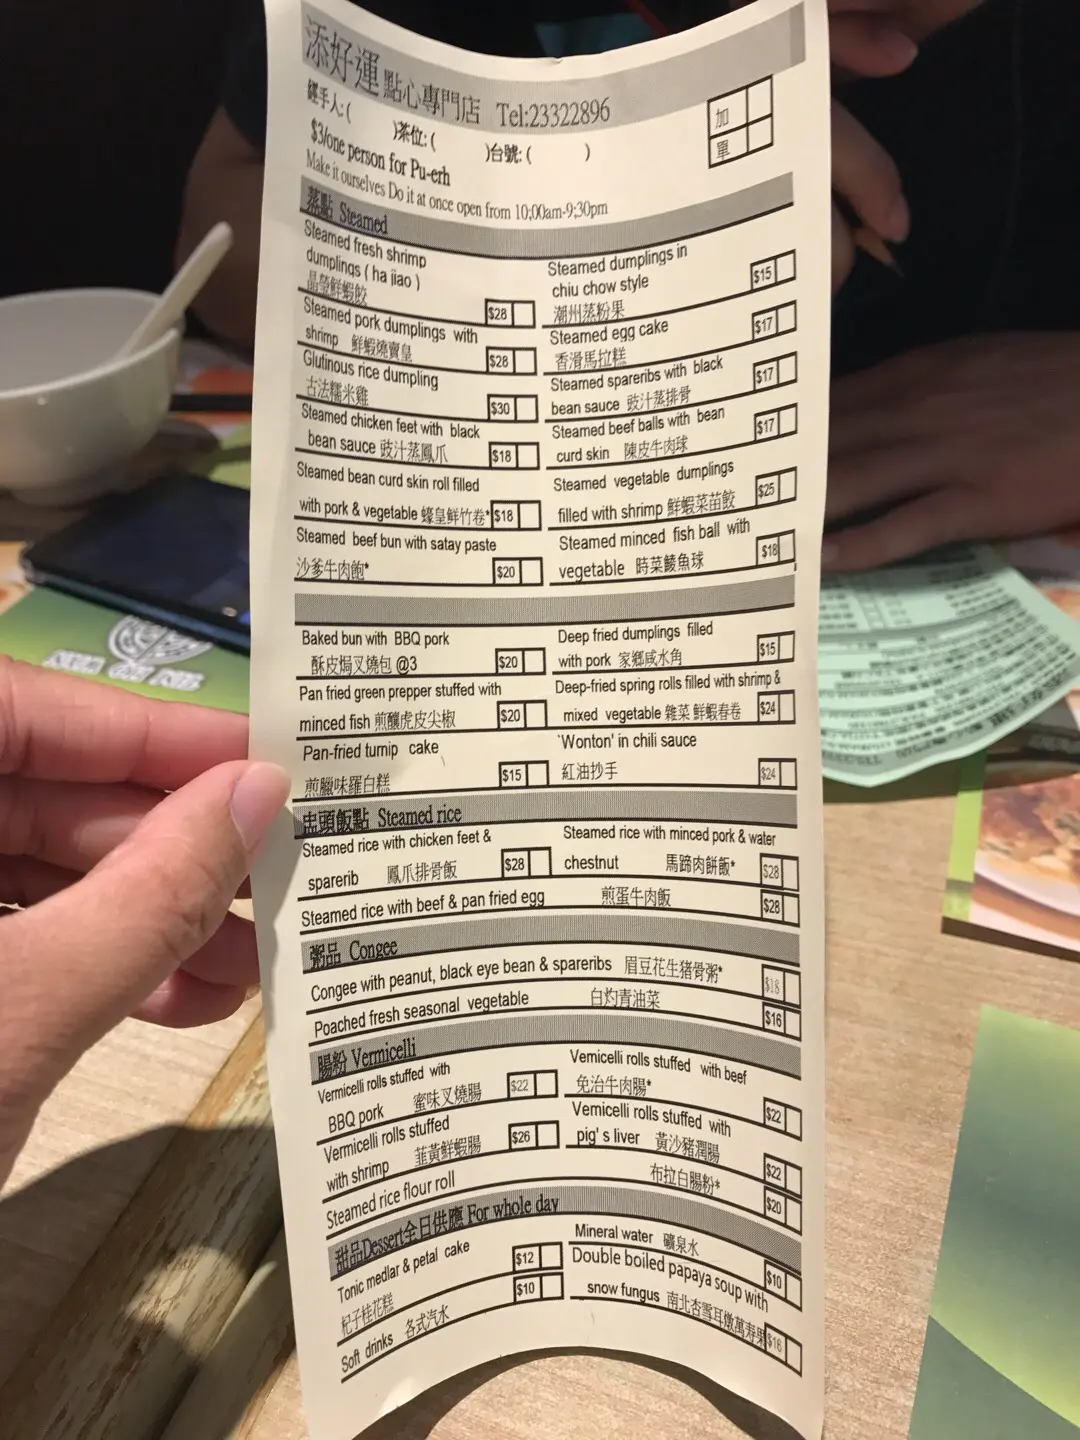 添好運 點心專門店 Tel:23322896
經手人:( )茶位:( )台號:( )
加
單
$3/one person for Pu-erh
Make it ourselves Do it at once open from 10;00am-9;30pm
蒸點 Steamed
Steamed fresh shrimp
dumplings ( ha jiao )
晶瑩鮮蝦餃 $28
Steamed pork dumplings with
shrimp 鮮蝦燒賣皇 $28
Glutinous rice dumpling
古法糯米雞 $30
Steamed chicken feet with black
bean sauce 豉汁蒸鳳爪 $18
Steamed bean curd skin roll filled
with pork & vegetable 蠔皇鮮竹卷* $18
Steamed beef bun with satay paste
沙爹牛肉飽* $20
Steamed dumplings in
chiu chow style $15
潮州蒸粉果
Steamed egg cake $17
香滑馬拉糕
Steamed spareribs with black
bean sauce 豉汁蒸排骨 $17
Steamed beef balls with bean
curd skin 陳皮牛肉球 $17
Steamed vegetable dumplings
filled with shrimp 鮮蝦菜苗餃 $25
Steamed minced fish ball with
vegetable 時菜鯪魚球 $18
Baked bun with BBQ pork
酥皮焗叉燒包 @3 $20
Pan fried green prepper stuffed with
minced fish 煎釀虎皮尖椒 $20
Pan-fried turnip cake
煎臘味羅白糕 $15
Deep fried dumplings filled
with pork 家鄉咸水角 $15
Deep-fried spring rolls filled with shrimp &
mixed vegetable 雜菜鮮蝦春卷 $24
'Wonton' in chili sauce
紅油抄手 $24
盅頭飯點 Steamed rice
Steamed rice with chicken feet &
sparerib 鳳爪排骨飯 $28
Steamed rice with minced pork & water
chestnut 馬蹄肉餅飯* $28
Steamed rice with beef & pan fried egg 煎蛋牛肉飯 $28
粥品 Congee
Congee with peanut, black eye bean & spareribs 眉豆花生猪骨粥* $18
Poached fresh seasonal vegetable 白灼青油菜 $16
腸粉 Vermicelli
Vermicelli rolls stuffed with
BBQ pork 蜜味叉燒腸 $22
Vermicelli rolls stuffed
with shrimp 韮黃鮮蝦腸 $26
Vemicelli rolls stuffed with beef
免治牛肉腸* $22
Vemicelli rolls stuffed with
pig' s liver 黃沙豬潤腸 $22
Steamed rice flour roll 布拉白腸粉* $20
甜品Dessert全日供應 For whole day
Tonic medlar & petal cake $12
杞子桂花糕
Soft drinks 各式汽水 $10
Mineral water 礦泉水 $10
Double boiled papaya soup with
snow fungus 南北杏雪耳燉萬寿果 $16